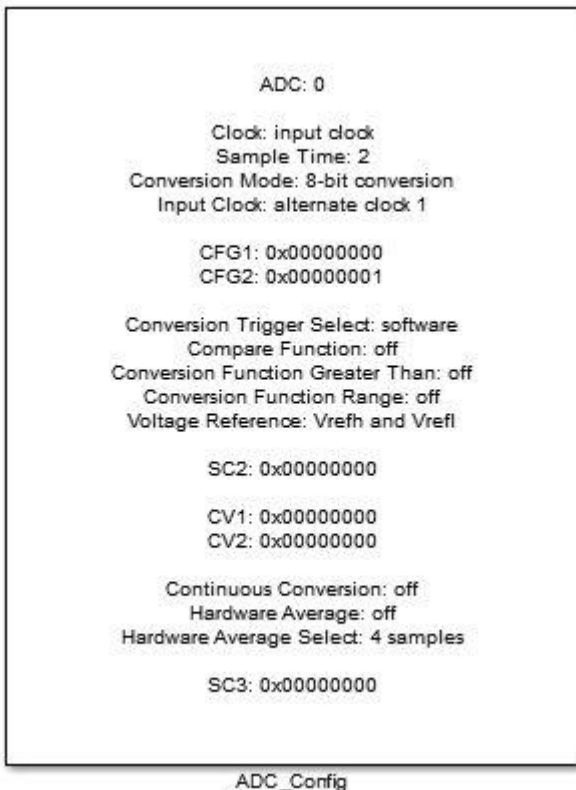 ADC: 0
Clock: input clock
Sample Time: 2
Conversion Mode: 8-bit conversion
Input Clock: alternate clock 1
CFG1: 0x00000000
CFG2: 0x00000001
Conversion Trigger Select: software
Compare Function: off
Conversion Function Greater Than: off
Conversion Function Range: off
Voltage Reference: Vrefh and Vrefl
SC2: 0x00000000
CV1: 0x00000000
CV2: 0x00000000
Continuous Conversion: off
Hardware Average: off
Hardware Average Select: 4 samples
SC3: 0x00000000
ADC_Config